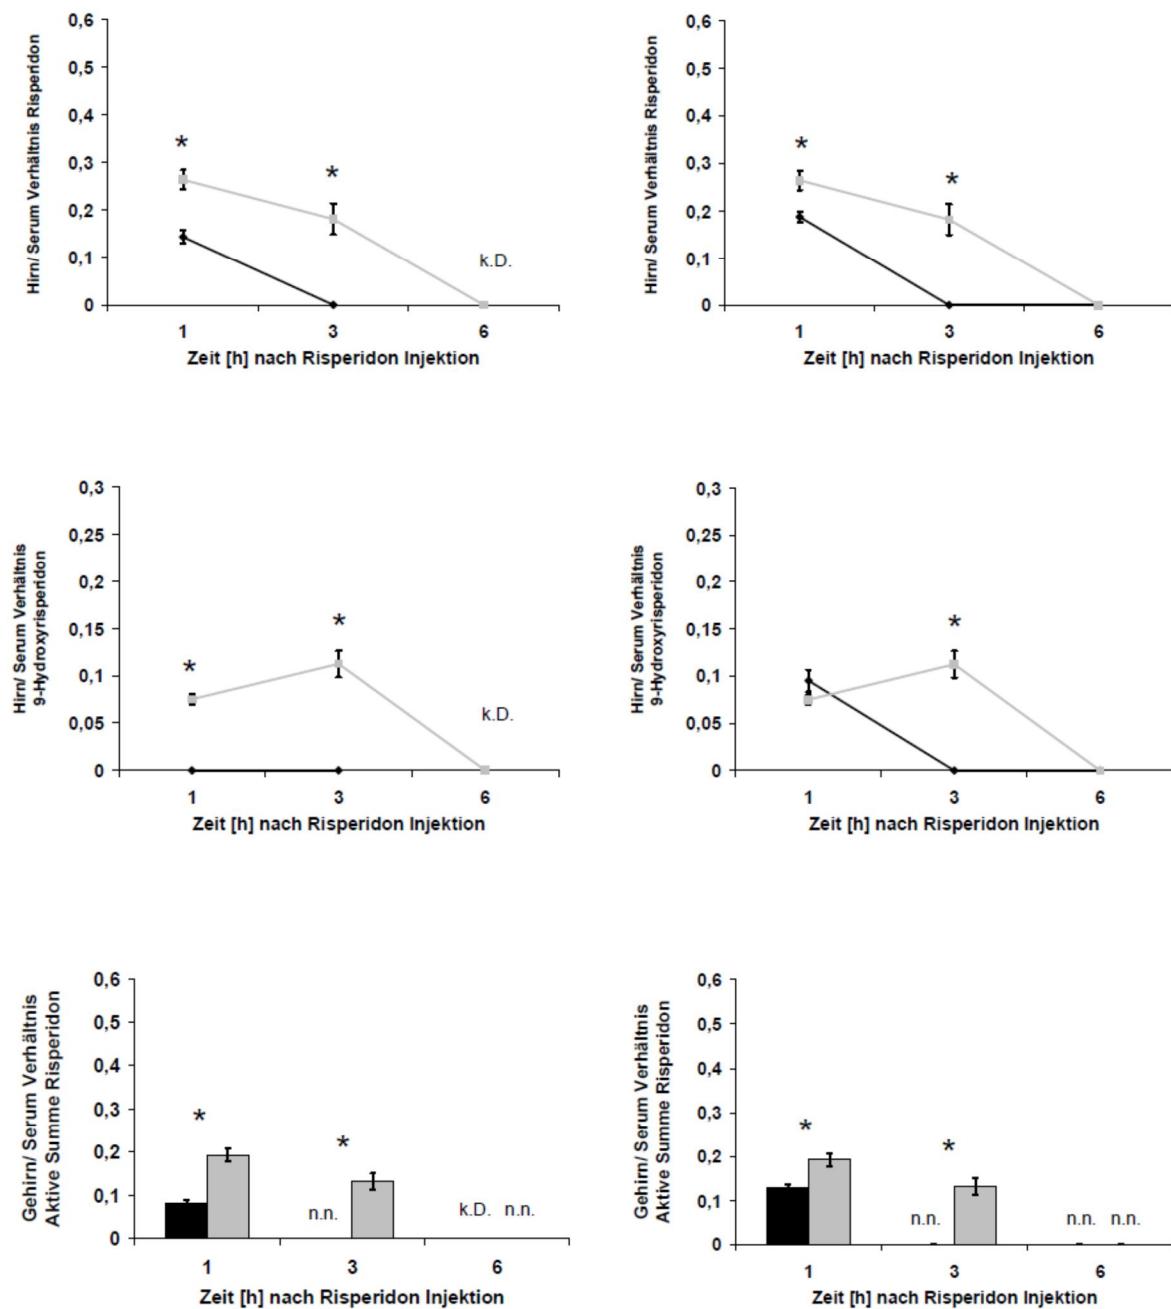 Hirn/ Serum Verhältnis Risperidon
0,6
0,5
0,4
0,3
0,2
0,1
0
*
*
k.D.
1 3 6
Zeit [h] nach Risperidon Injektion
Hirn/ Serum Verhältnis Risperidon
0,6
0,5
0,4
0,3
0,2
0,1
0
*
*
1 3 6
Zeit [h] nach Risperidon Injektion
Hirn/ Serum Verhältnis
9-Hydroxyrisperidon
0,3
0,25
0,2
0,15
0,1
0,05
0
*
*
k.D.
1 3 6
Zeit [h] nach Risperidon Injektion
Hirn/ Serum Verhältnis
9-Hydroxyrisperidon
0,3
0,25
0,2
0,15
0,1
0,05
0
*
1 3 6
Zeit [h] nach Risperidon Injektion
Gehirn/ Serum Verhältnis
Aktive Summe Risperidon
0,6
0,5
0,4
0,3
0,2
0,1
0
*
*
n.n. k.D. n.n.
1 3 6
Zeit [h] nach Risperidon Injektion
Gehirn/ Serum Verhältnis
Aktive Summe Risperidon
0,6
0,5
0,4
0,3
0,2
0,1
0
*
*
n.n. n.n. n.n.
1 3 6
Zeit [h] nach Risperidon Injektion